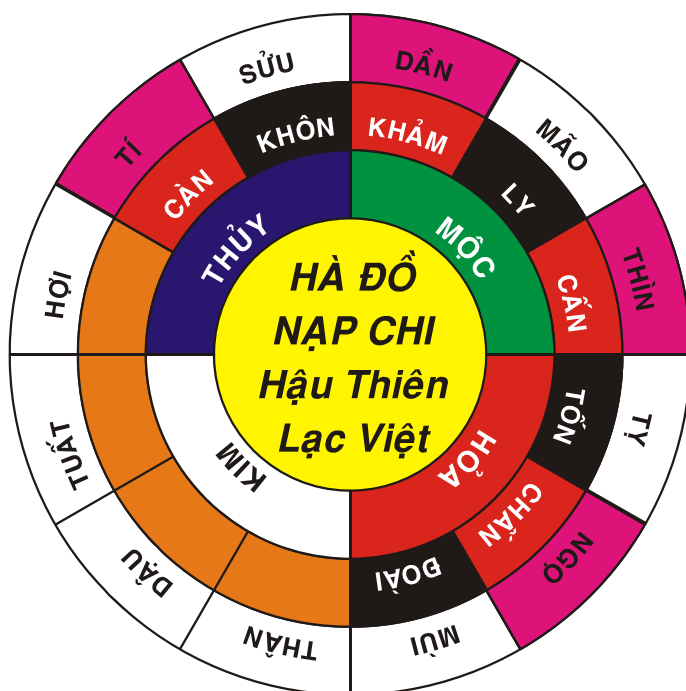 HÀ ĐỒ
NẠP CHI
Hậu Thiên
Lạc Việt
THỦY
MỘC
HỎA
KIM
CÀN
KHÔN
KHẢM
LY
CẤN
TỐN
CHẤN
ĐOÀI
TÍ
SỬU
DẦN
MÃO
THÌN
TỴ
NGỌ
MÙI
THÂN
DẬU
TUẤT
HỢI